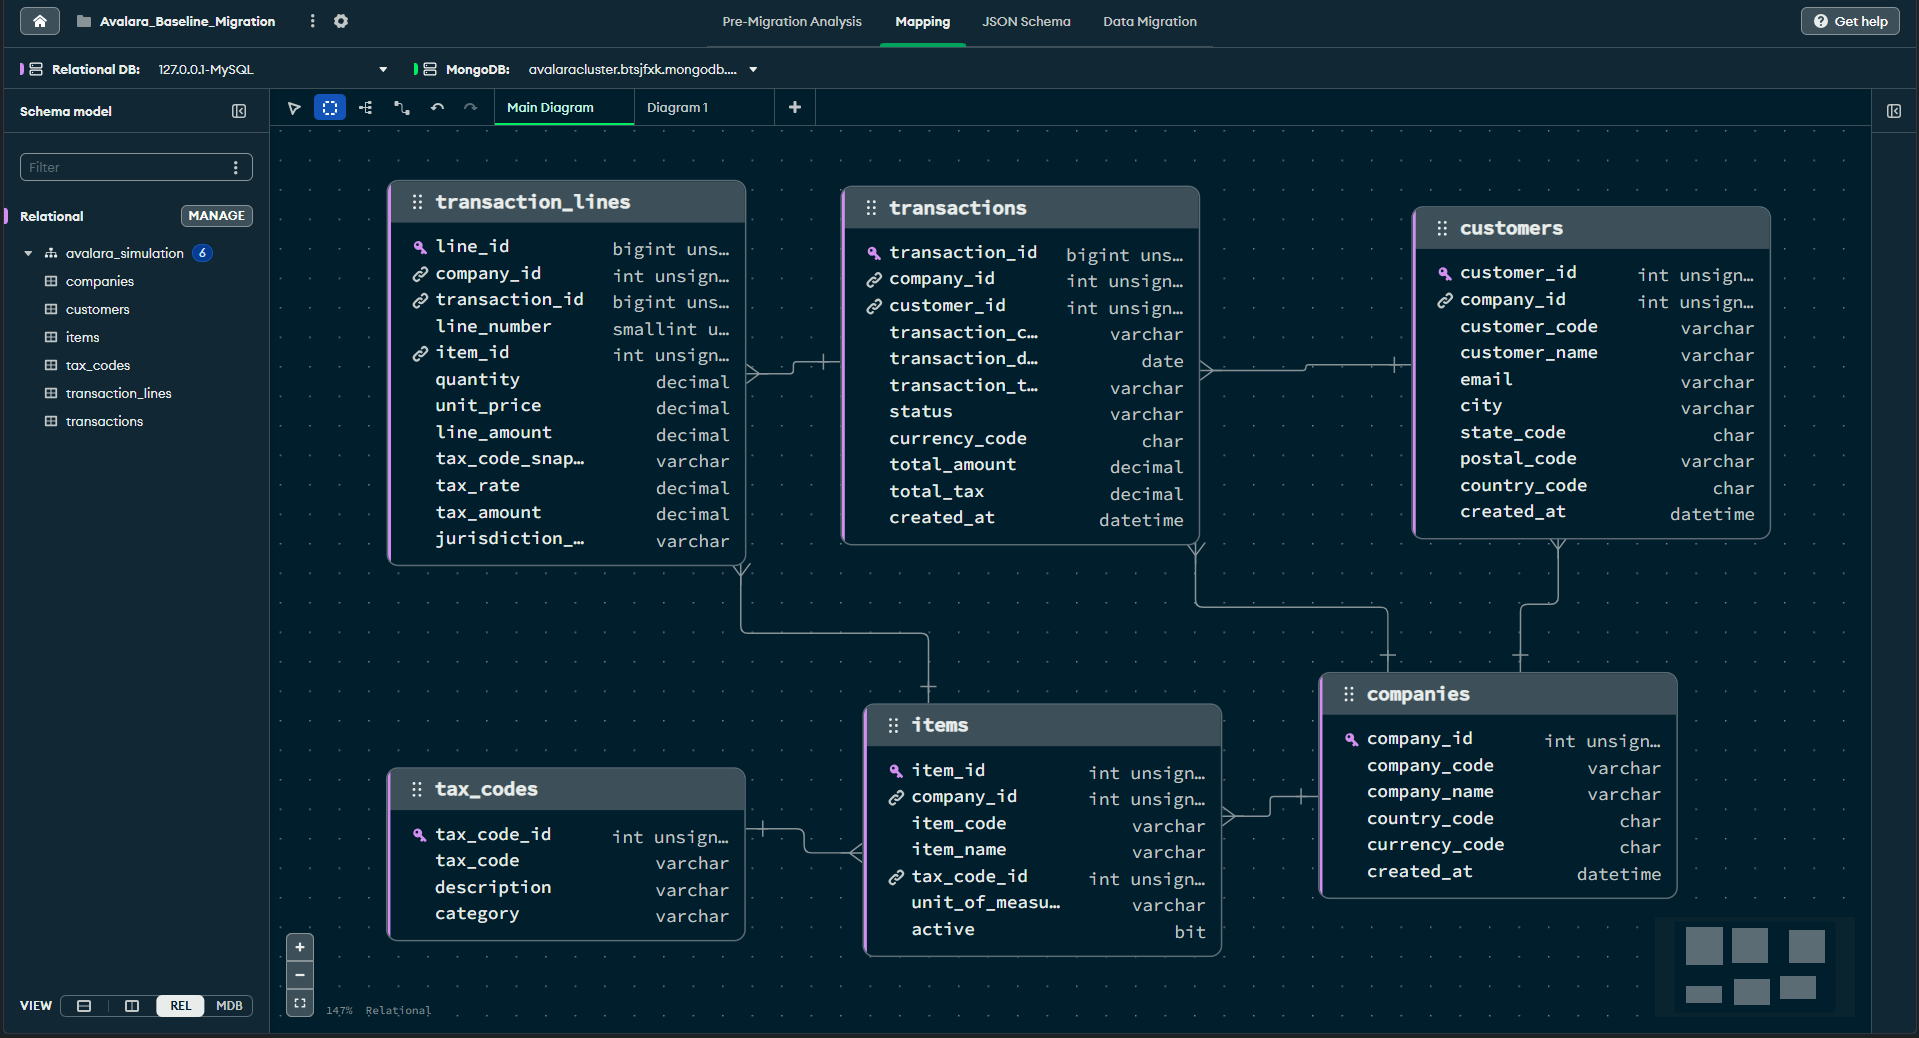 Avalara_Baseline_Migration
Pre-Migration Analysis
Mapping
JSON Schema
Data Migration
Get help
Relational DB:
127.0.0.1-MySQL
MongoDB:
avalaracluster.btsjfxk.mongodb....
Schema model
Main Diagram
Diagram 1
Filter
Relational
MANAGE
avalara_simulation
6
companies
customers
items
tax_codes
transaction_lines
transactions
transaction_lines
line_id bigint uns...
company_id int unsign...
transaction_id bigint uns...
line_number smallint u...
item_id int unsign...
quantity decimal
unit_price decimal
line_amount decimal
tax_code_snap... varchar
tax_rate decimal
tax_amount decimal
jurisdiction_... varchar
transactions
transaction_id bigint uns...
company_id int unsign...
customer_id int unsign...
transaction_c... varchar
transaction_d... date
transaction_t... varchar
status varchar
currency_code char
total_amount decimal
total_tax decimal
created_at datetime
customers
customer_id int unsign...
company_id int unsign...
customer_code varchar
customer_name varchar
email varchar
city varchar
state_code char
postal_code varchar
country_code char
created_at datetime
tax_codes
tax_code_id int unsign...
tax_code varchar
description varchar
category varchar
items
item_id int unsign...
company_id int unsign...
item_code varchar
item_name varchar
tax_code_id int unsign...
unit_of_measu... varchar
active bit
companies
company_id int unsign...
company_code varchar
company_name varchar
country_code char
currency_code char
created_at datetime
VIEW
REL
MDB
147% Relational